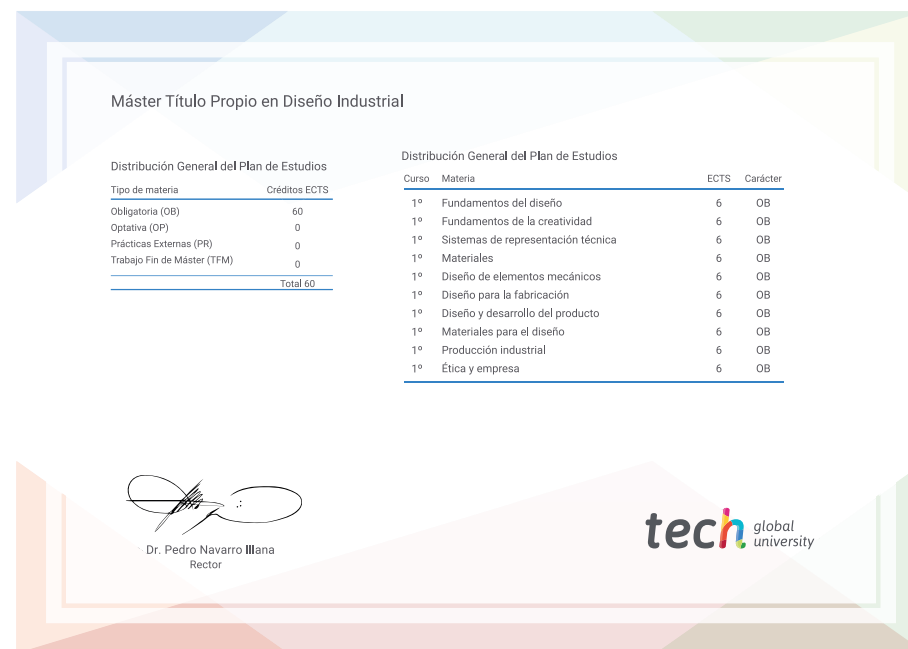 Máster Título Propio en Diseño Industrial
Distribución General del Plan de Estudios
Tipo de materia Créditos ECTS
Obligatoria (OB) 60
Optativa (OP) 0
Prácticas Externas (PR) 0
Trabajo Fin de Máster (TFM) 0
Total 60
Distribución General del Plan de Estudios
Curso Materia ECTS Carácter
1º Fundamentos del diseño 6 OB
1º Fundamentos de la creatividad 6 OB
1º Sistemas de representación técnica 6 OB
1º Materiales 6 OB
1º Diseño de elementos mecánicos 6 OB
1º Diseño para la fabricación 6 OB
1º Diseño y desarrollo del producto 6 OB
1º Materiales para el diseño 6 OB
1º Producción industrial 6 OB
1º Ética y empresa 6 OB
Dr. Pedro Navarro Illana
Rector
tech global university